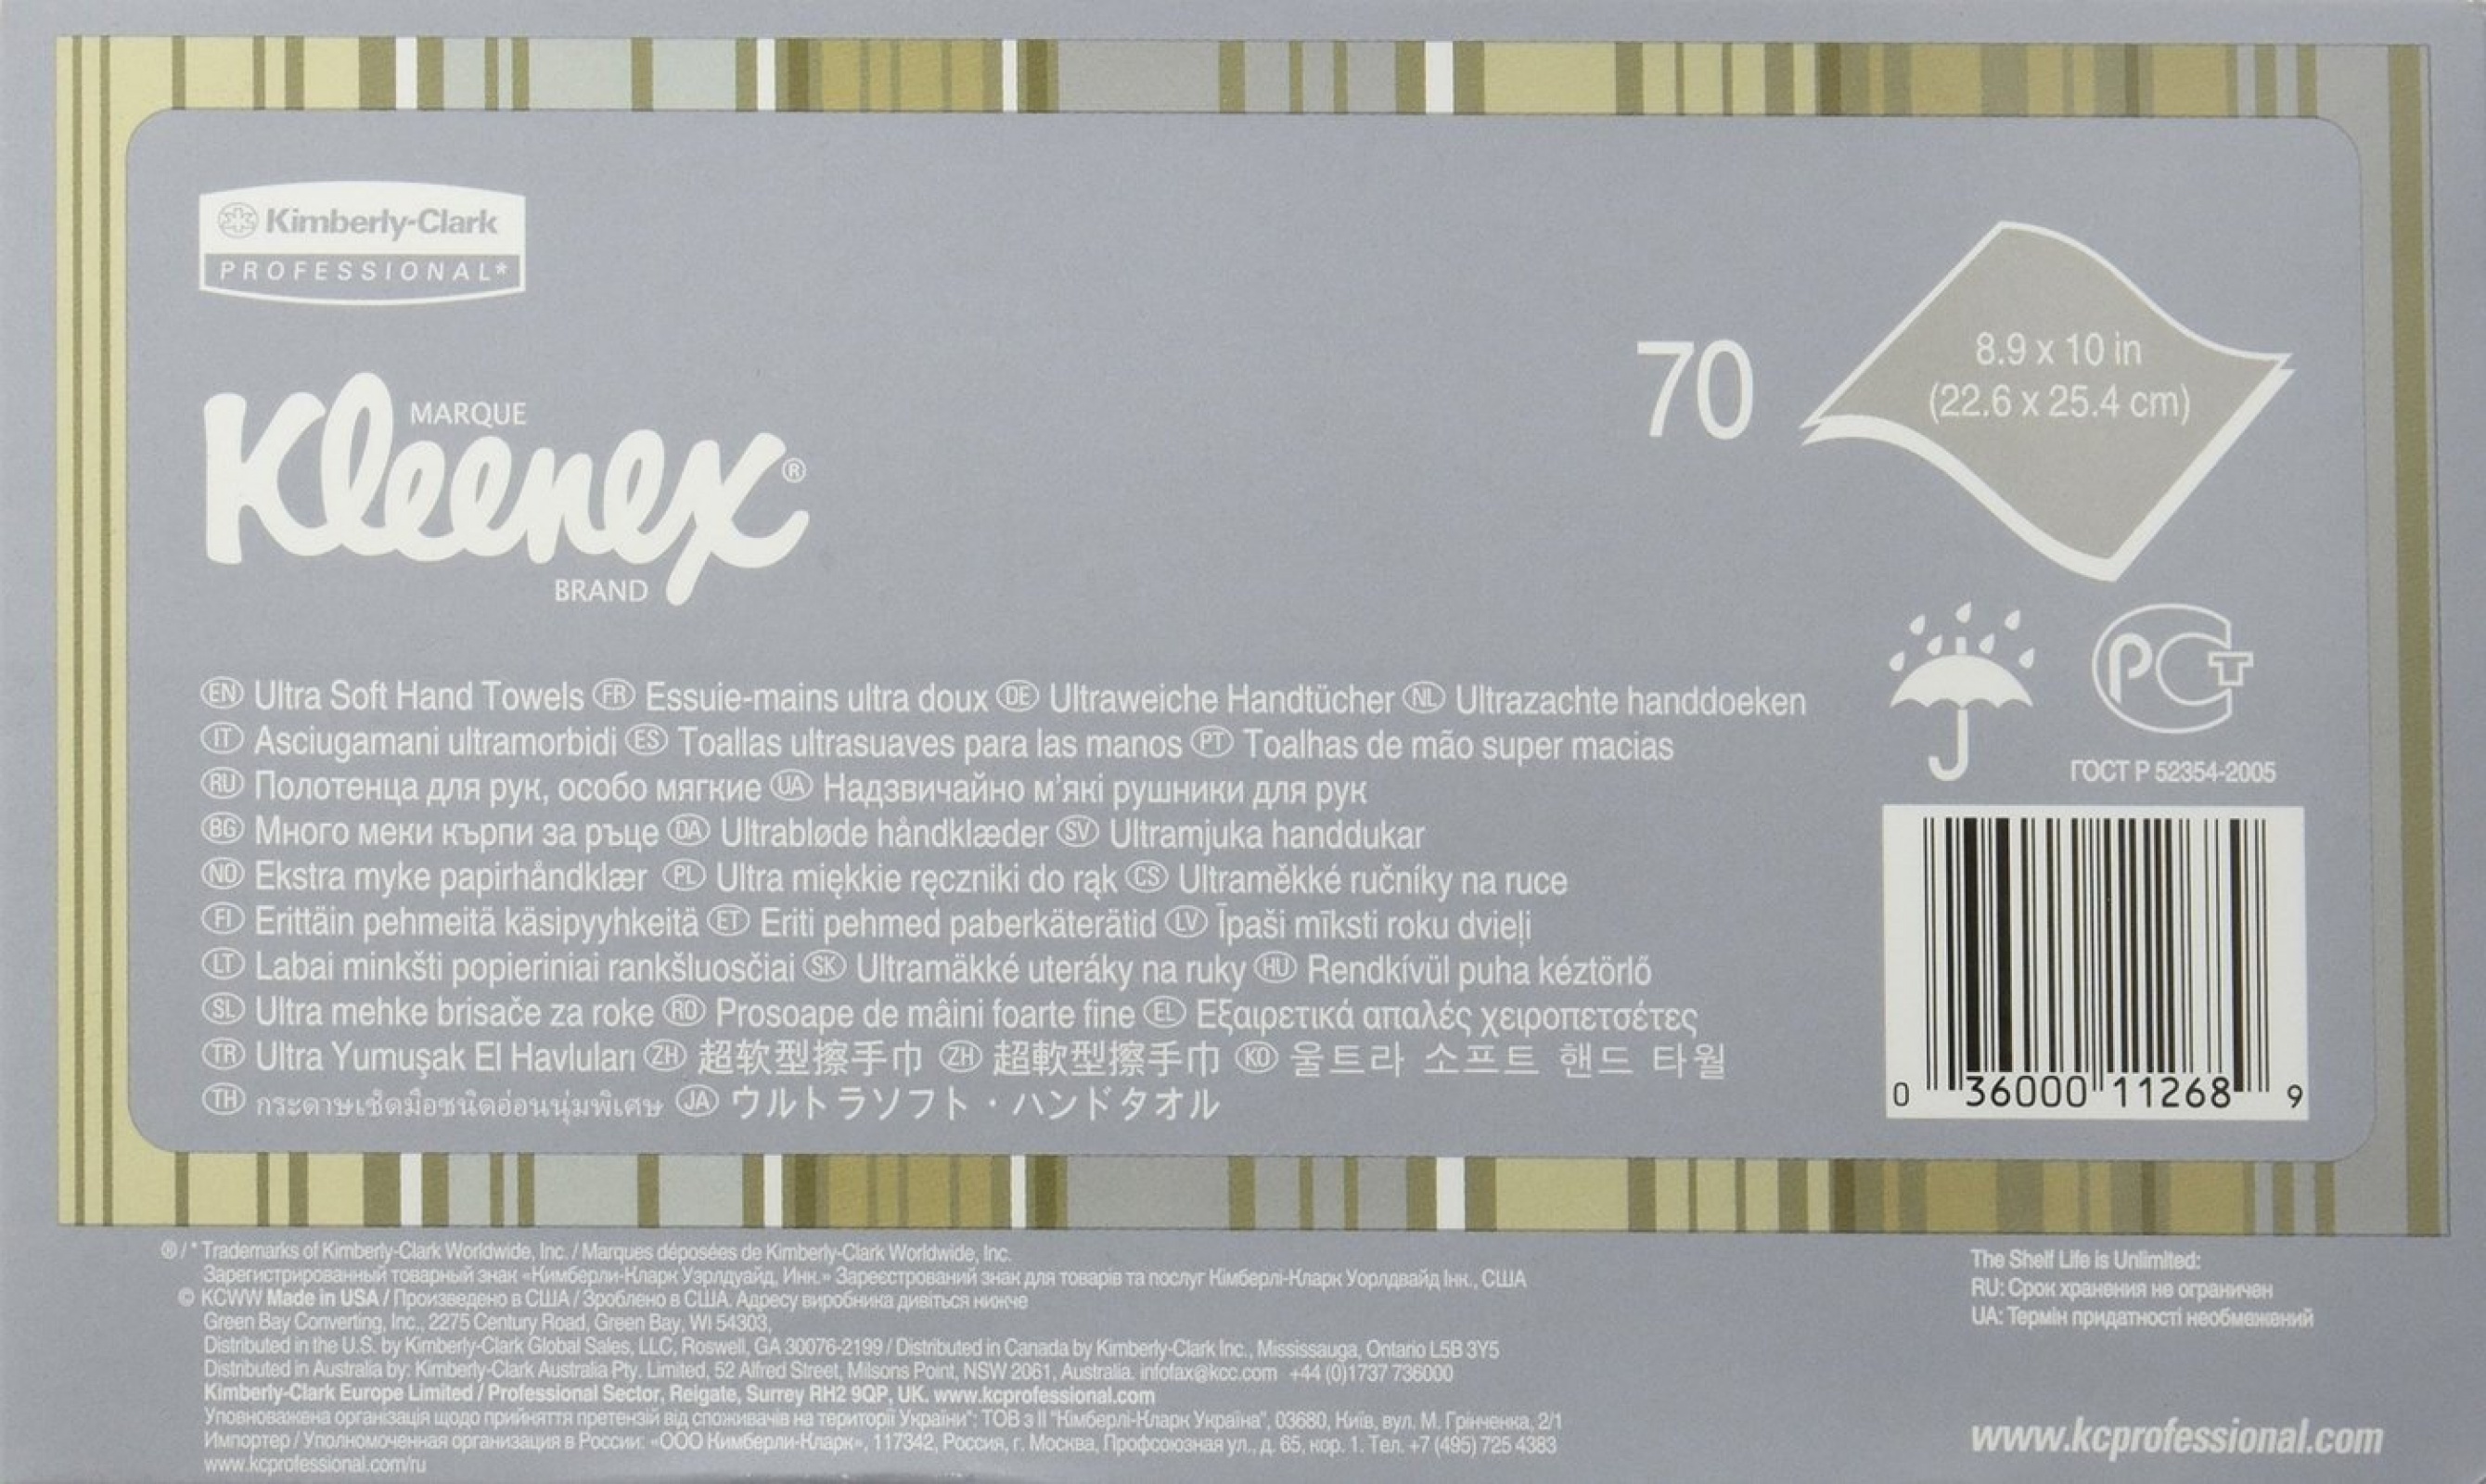 Kimberly-Clark
PROFESSIONAL*
MARQUE
Kleenex®
BRAND
70
8.9 x 10 in
(22.6 x 25.4 cm)
EN Ultra Soft Hand Towels FR Essuie-mains ultra doux DE Ultraweiche Handtücher NL Ultrazachte handdoeken
IT Asciugamani ultramorbidi ES Toallas ultrasuaves para las manos PT Toalhas de mão super macias
RU Полотенца для рук, особо мягкие UA Надзвичайно м'які рушники для рук
BG Много меки кърпи за ръце DA Ultrabløde håndklæder SV Ultramjuka handdukar
NO Ekstra myke papirhåndklær PL Ultra miękkie ręczniki do rąk CS Ultraměkké ručníky na ruce
FI Erittäin pehmeitä käsipyyhkeitä ET Eriti pehmed paberkäterätid LV Īpaši mīksti roku dvieļi
LT Labai minkšti popieriniai rankšluosčiai SK Ultramäkké uteráky na ruky HU Rendkívül puha kéztörlő
SL Ultra mehke brisače za roke RO Prosoape de mâini foarte fine EL Εξαιρετικά απαλές χειροπετσέτες
TR Ultra Yumuşak El Havluları ZH 超软型擦手巾 ZH 超軟型擦手巾 KO 울트라 소프트 핸드 타월
TH กระดาษเช็ดมือชนิดอ่อนนุ่มพิเศษ JA ウルトラソフト・ハンドタオル
РСТ
ГОСТ Р 52354-2005
0 36000 11268 9
® / * Trademarks of Kimberly-Clark Worldwide, Inc. / Marques déposées de Kimberly-Clark Worldwide, Inc.
Зарегистрированный товарный знак «Кимберли-Кларк Уэрлдуайд, Инк.» Зареєстрований знак для товарів та послуг Кімберлі-Кларк Уорлдвайд Інк., США
© KCWW Made in USA / Произведено в США / Зроблено в США. Адресу виробника дивіться нижче
Green Bay Converting, Inc., 2275 Century Road, Green Bay, WI 54303,
Distributed in the U.S. by Kimberly-Clark Global Sales, LLC, Roswell, GA 30076-2199 / Distributed in Canada by Kimberly-Clark Inc., Mississauga, Ontario L5B 3Y5
Distributed in Australia by: Kimberly-Clark Australia Pty. Limited, 52 Alfred Street, Milsons Point, NSW 2061, Australia. infofax@kcc.com +44 (0)1737 736000
Kimberly-Clark Europe Limited / Professional Sector, Reigate, Surrey RH2 9QP, UK. www.kcprofessional.com
Уповноважена організація щодо прийняття претензій від споживачів на території України": ТОВ з ІІ "Кімберлі-Кларк Україна", 03680, Київ, вул. М. Грінченка, 2/1
Импортер / Уполномоченная организация в России: «ООО Кимберли-Кларк», 117342, Россия, г. Москва, Профсоюзная ул., д. 65, кор. 1. Тел. +7 (495) 725 4383
www.kcprofessional.com/ru
The Shelf Life is Unlimited:
RU: Срок хранения не ограничен
UA: Термін придатності необмежений
www.kcprofessional.com